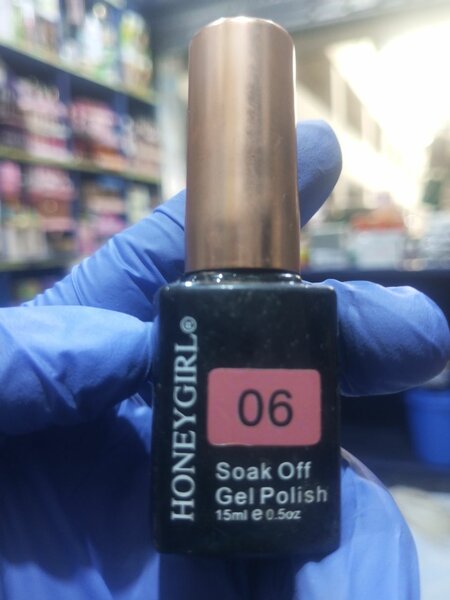 HONEYGIRL®
06
Soak Off
Gel Polish
15ml e 0.5oz